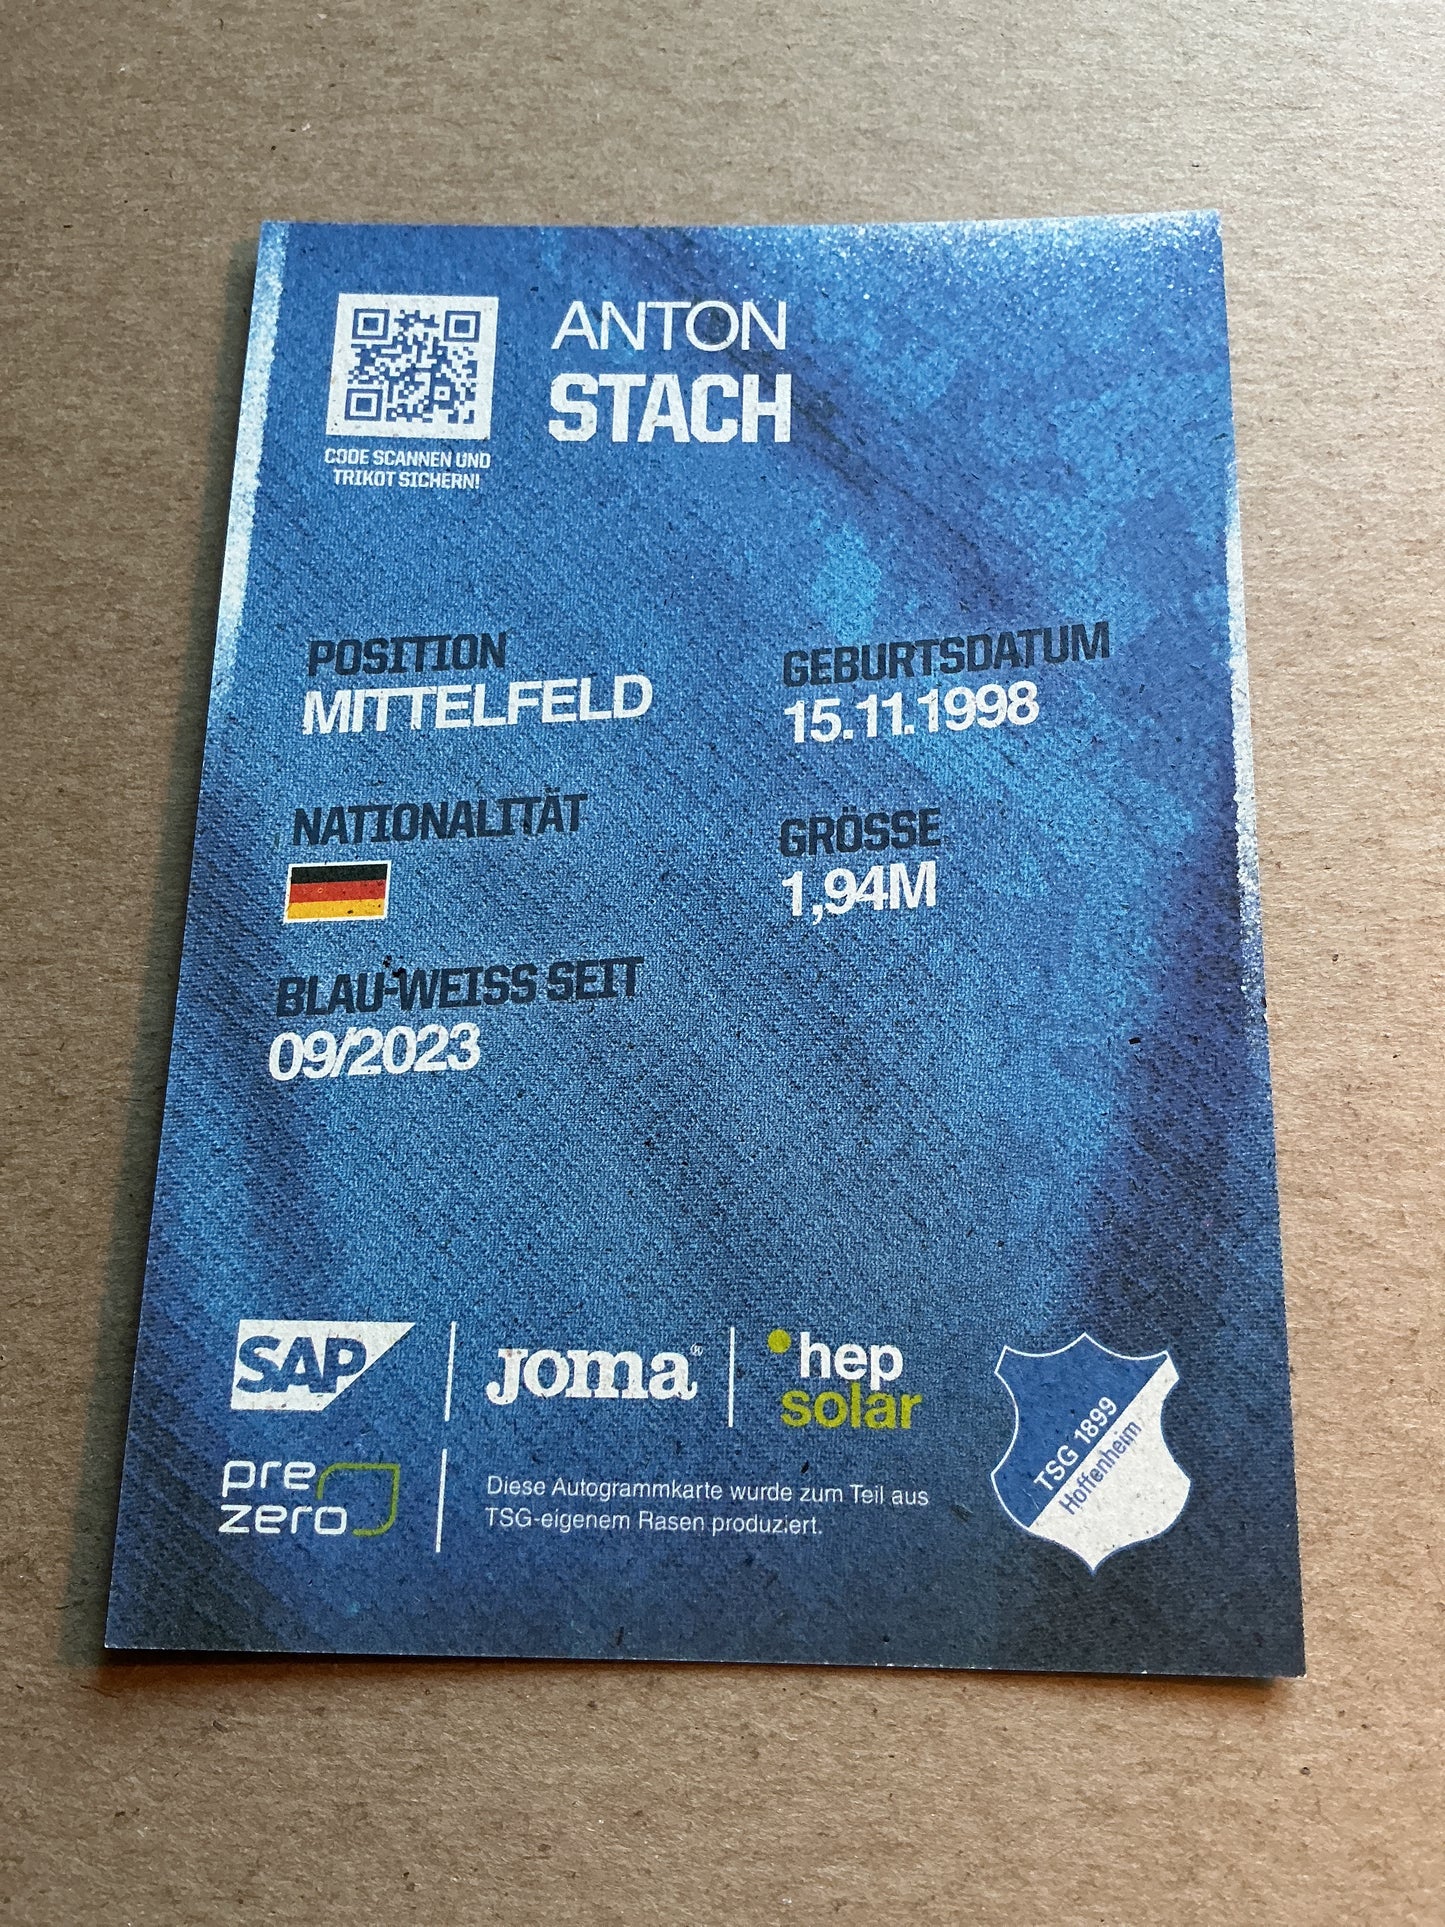 ANTON
STACH
CODE SCANNEN UND
TRIKOT SICHERN!
POSITION
MITTELFELD
GEBURTSDATUM
15.11.1998
NATIONALITÄT
GRÖSSE
1,94M
BLAU-WEISS SEIT
09/2023
SAP
Joma®
hep
solar
pre
zero
Diese Autogrammkarte wurde zum Teil aus
TSG-eigenem Rasen produziert.
TSG 1899
Hoffenheim